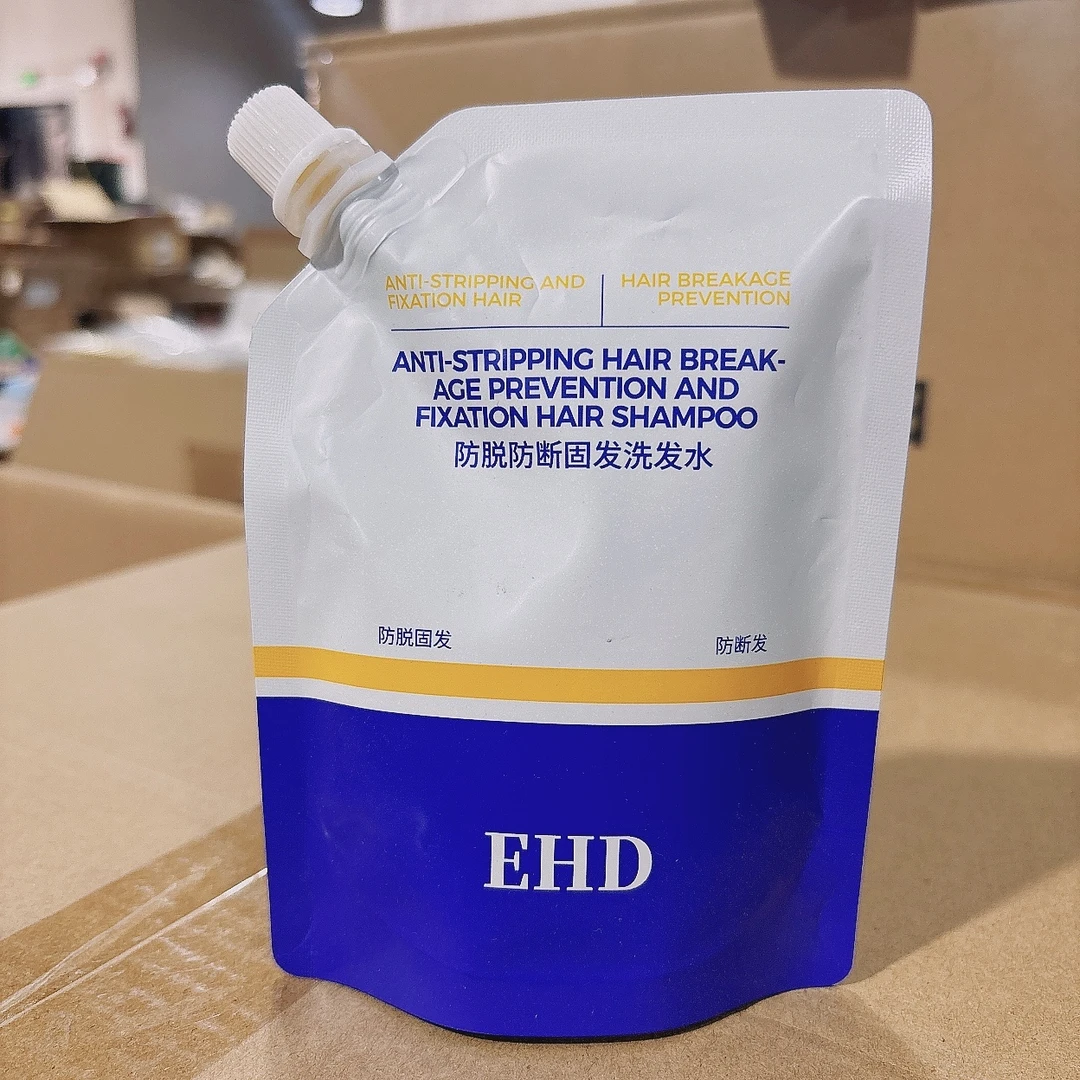 ANTI-STRIPPING AND
FIXATION HAIR
HAIR BREAKAGE
PREVENTION
ANTI-STRIPPING HAIR BREAK-
AGE PREVENTION AND
FIXATION HAIR SHAMPOO
防脱防断固发洗发水
防脱固发
防断发
EHD